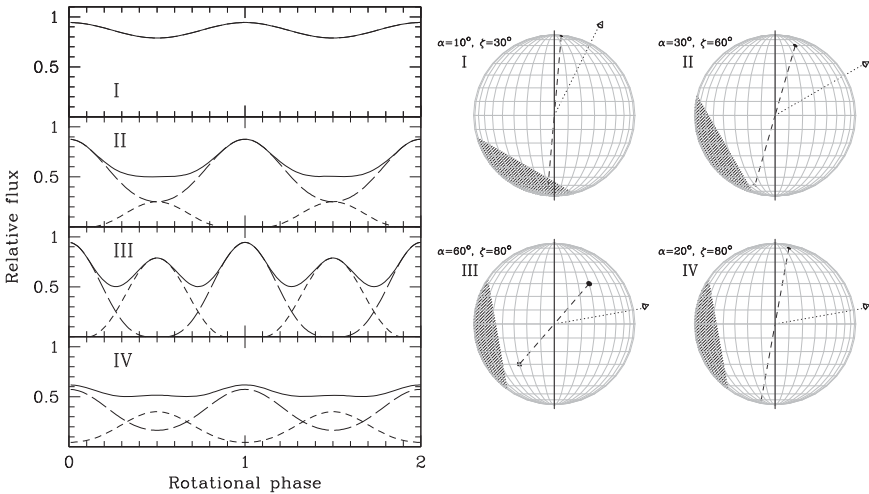 Relative flux
1
0.5
I
1
0.5
II
1
0.5
III
1
0.5
IV
0
1
2
Rotational phase
α=10°, ζ=30°
I
α=30°, ζ=60°
II
α=60°, ζ=80°
III
α=20°, ζ=80°
IV